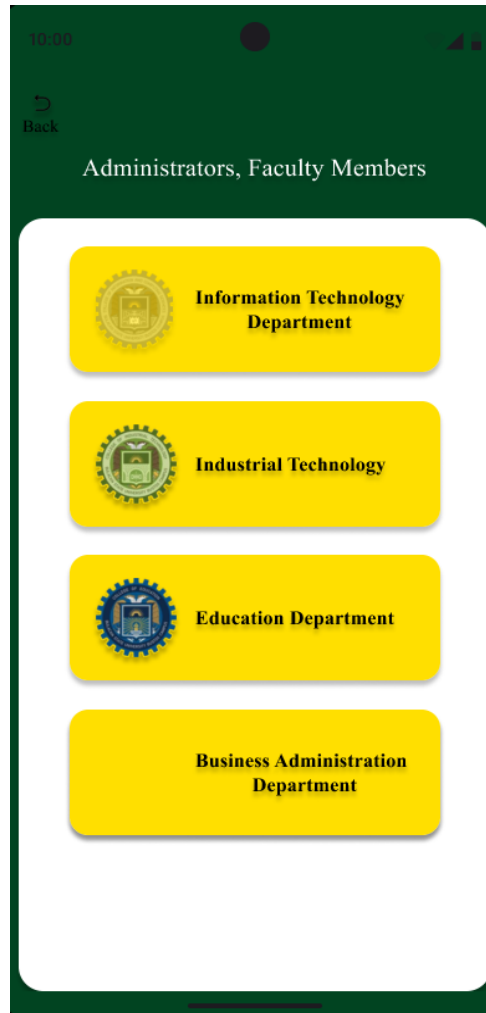 10:00
Back
Administrators, Faculty Members
Information Technology
Department
Industrial Technology
Education Department
Business Administration
Department